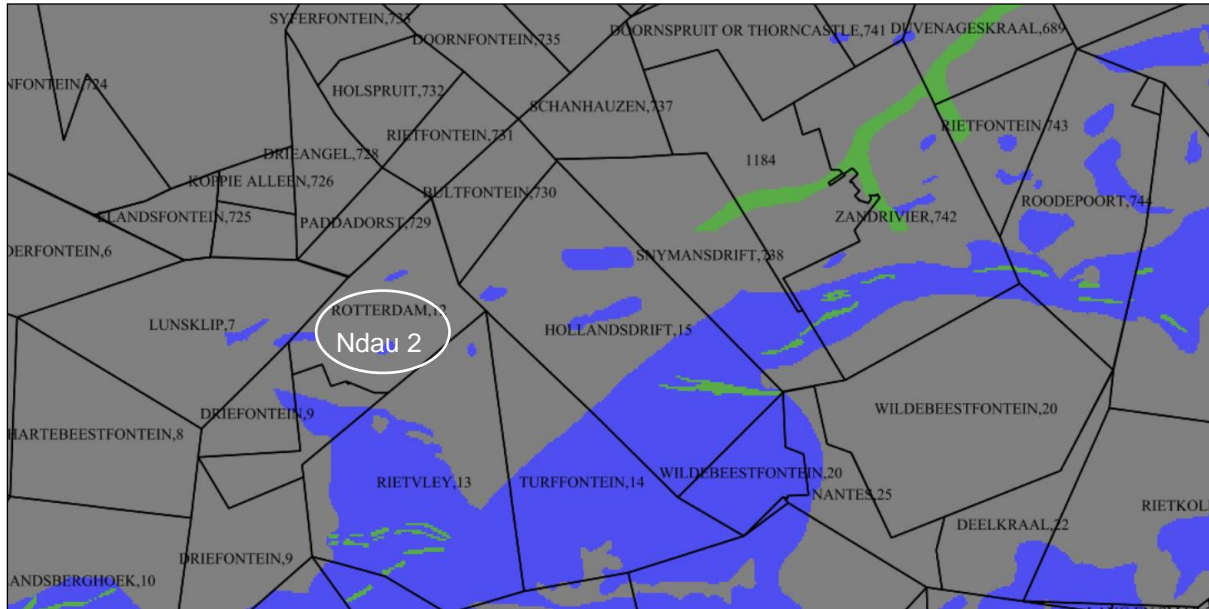 SYFERFONTEIN,733
DOORNFONTEIN,735
DOORNSPRUIT OR THORNCASTLE,741
DUVENAGESKRAAL,689
NFONTEIN,724
HOLSPRUIT,732
SCHANHAUZEN,737
RIETFONTEIN,731
RIETFONTEIN,743
DRIEANGEL,728
1184
KOPPIE ALLEEN,726
BULTFONTEIN,730
ROODEPOORT,744
ELANDSFONTEIN,725
PADDADORST,729
ZANDRIVIER,742
DERFONTEIN,6
SNYMANSDRIFT,738
ROTTERDAM,12
LUNSKLIP,7
HOLLANDSDRIFT,15
Ndau 2
DRIEFONTEIN,9
WILDEBEESTFONTEIN,20
HARTEBEESTFONTEIN,8
WILDEBEESTFONTEIN,20
RIETVLEY,13
TURFFONTEIN,14
NANTES,25
RIETKOL
DEELKRAAL,22
DRIEFONTEIN,9
LANDSBERGHOEK,10